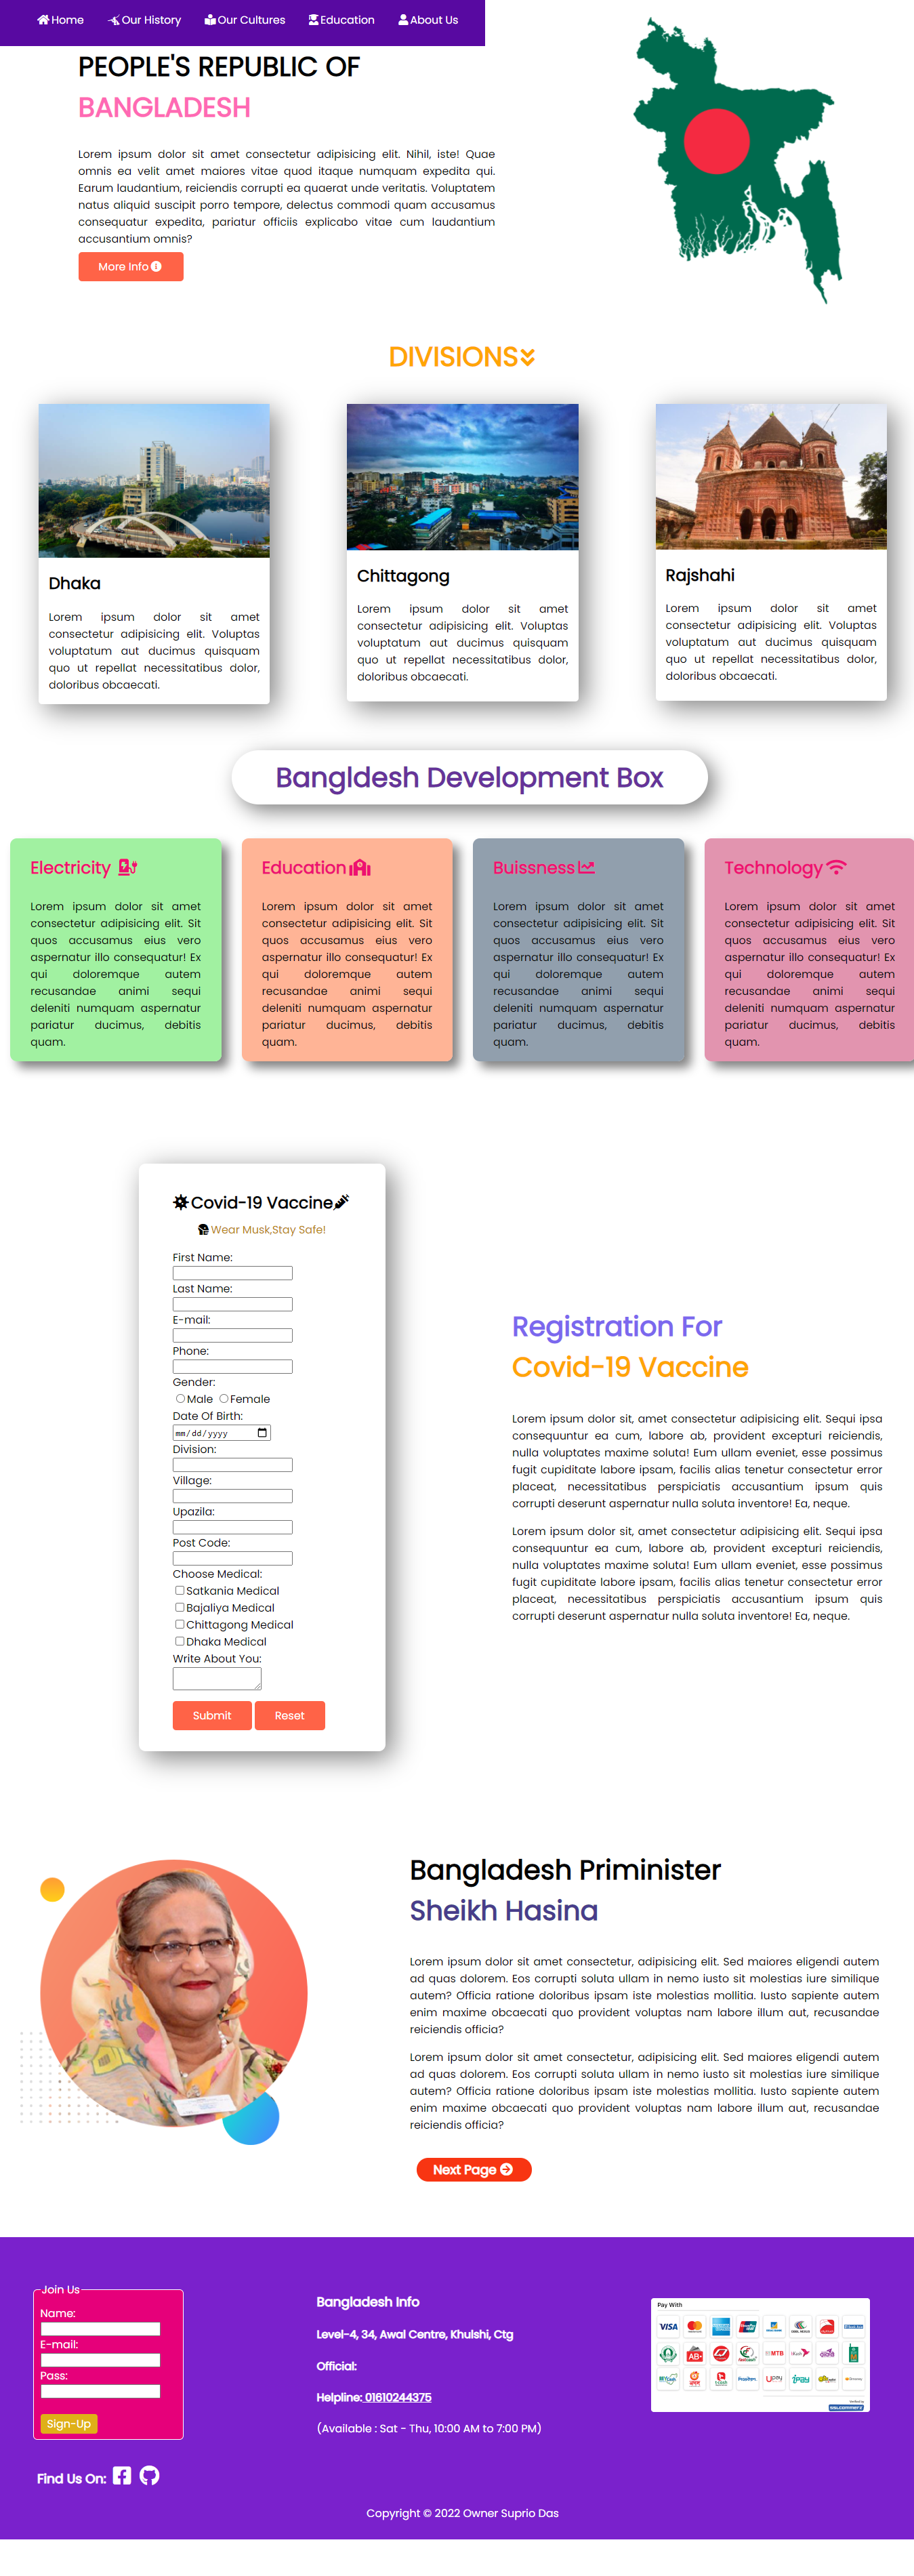 Home Our History Our Cultures Education About Us
PEOPLE'S REPUBLIC OF
BANGLADESH
Lorem ipsum dolor sit amet consectetur adipisicing elit. Nihil, iste! Quae
omnis ea velit amet maiores vitae quod itaque numquam expedita qui.
Earum laudantium, reiciendis corrupti ea quaerat unde veritatis. Voluptatem
natus aliquid suscipit porro tempore, delectus commodi quam accusamus
consequatur expedita, pariatur officiis explicabo vitae cum laudantium
accusantium omnis?
More Info
DIVISIONS
Dhaka
Lorem ipsum dolor sit amet
consectetur adipisicing elit. Voluptas
voluptatum aut ducimus quisquam
quo ut repellat necessitatibus dolor,
doloribus obcaecati.
Chittagong
Lorem ipsum dolor sit amet
consectetur adipisicing elit. Voluptas
voluptatum aut ducimus quisquam
quo ut repellat necessitatibus dolor,
doloribus obcaecati.
Rajshahi
Lorem ipsum dolor sit amet
consectetur adipisicing elit. Voluptas
voluptatum aut ducimus quisquam
quo ut repellat necessitatibus dolor,
doloribus obcaecati.
Bangldesh Development Box
Electricity
Lorem ipsum dolor sit amet
consectetur adipisicing elit. Sit
quos accusamus eius vero
aspernatur illo consequatur! Ex
qui doloremque autem
recusandae animi sequi
deleniti numquam aspernatur
pariatur ducimus, debitis
quam.
Education
Lorem ipsum dolor sit amet
consectetur adipisicing elit. Sit
quos accusamus eius vero
aspernatur illo consequatur! Ex
qui doloremque autem
recusandae animi sequi
deleniti numquam aspernatur
pariatur ducimus, debitis
quam.
Buissness
Lorem ipsum dolor sit amet
consectetur adipisicing elit. Sit
quos accusamus eius vero
aspernatur illo consequatur! Ex
qui doloremque autem
recusandae animi sequi
deleniti numquam aspernatur
pariatur ducimus, debitis
quam.
Technology
Lorem ipsum dolor sit amet
consectetur adipisicing elit. Sit
quos accusamus eius vero
aspernatur illo consequatur! Ex
qui doloremque autem
recusandae animi sequi
deleniti numquam aspernatur
pariatur ducimus, debitis
quam.
Covid-19 Vaccine
Wear Musk,Stay Safe!
First Name:
Last Name:
E-mail:
Phone:
Gender:
Male Female
Date Of Birth:
mm/dd/yyyy
Division:
Village:
Upazila:
Post Code:
Choose Medical:
Satkania Medical
Bajaliya Medical
Chittagong Medical
Dhaka Medical
Write About You:
Submit Reset
Registration For
Covid-19 Vaccine
Lorem ipsum dolor sit, amet consectetur adipisicing elit. Sequi ipsa
consequuntur ea cum, labore ab, provident excepturi reiciendis,
nulla voluptates maxime soluta! Eum ullam eveniet, esse possimus
fugit cupiditate labore ipsam, facilis alias tenetur consectetur error
placeat, necessitatibus perspiciatis accusantium ipsum quis
corrupti deserunt aspernatur nulla soluta inventore! Ea, neque.
Lorem ipsum dolor sit, amet consectetur adipisicing elit. Sequi ipsa
consequuntur ea cum, labore ab, provident excepturi reiciendis,
nulla voluptates maxime soluta! Eum ullam eveniet, esse possimus
fugit cupiditate labore ipsam, facilis alias tenetur consectetur error
placeat, necessitatibus perspiciatis accusantium ipsum quis
corrupti deserunt aspernatur nulla soluta inventore! Ea, neque.
Bangladesh Priminister
Sheikh Hasina
Lorem ipsum dolor sit amet consectetur, adipisicing elit. Sed maiores eligendi autem
ad quas dolorem. Eos corrupti soluta ullam in nemo iusto sit molestias iure similique
autem? Officia ratione doloribus ipsam iste molestias mollitia. Iusto sapiente autem
enim maxime obcaecati quo provident voluptas nam labore illum aut, recusandae
reiciendis officia?
Lorem ipsum dolor sit amet consectetur, adipisicing elit. Sed maiores eligendi autem
ad quas dolorem. Eos corrupti soluta ullam in nemo iusto sit molestias iure similique
autem? Officia ratione doloribus ipsam iste molestias mollitia. Iusto sapiente autem
enim maxime obcaecati quo provident voluptas nam labore illum aut, recusandae
reiciendis officia?
Next Page
Join Us
Name:
E-mail:
Pass:
Sign-Up
Find Us On:
Bangladesh Info
Level-4, 34, Awal Centre, Khulshi, Ctg
Official:
Helpline: 01610244375
(Available : Sat - Thu, 10:00 AM to 7:00 PM)
Pay With
VISA
MTB
Upay
Copyright © 2022 Owner Suprio Das